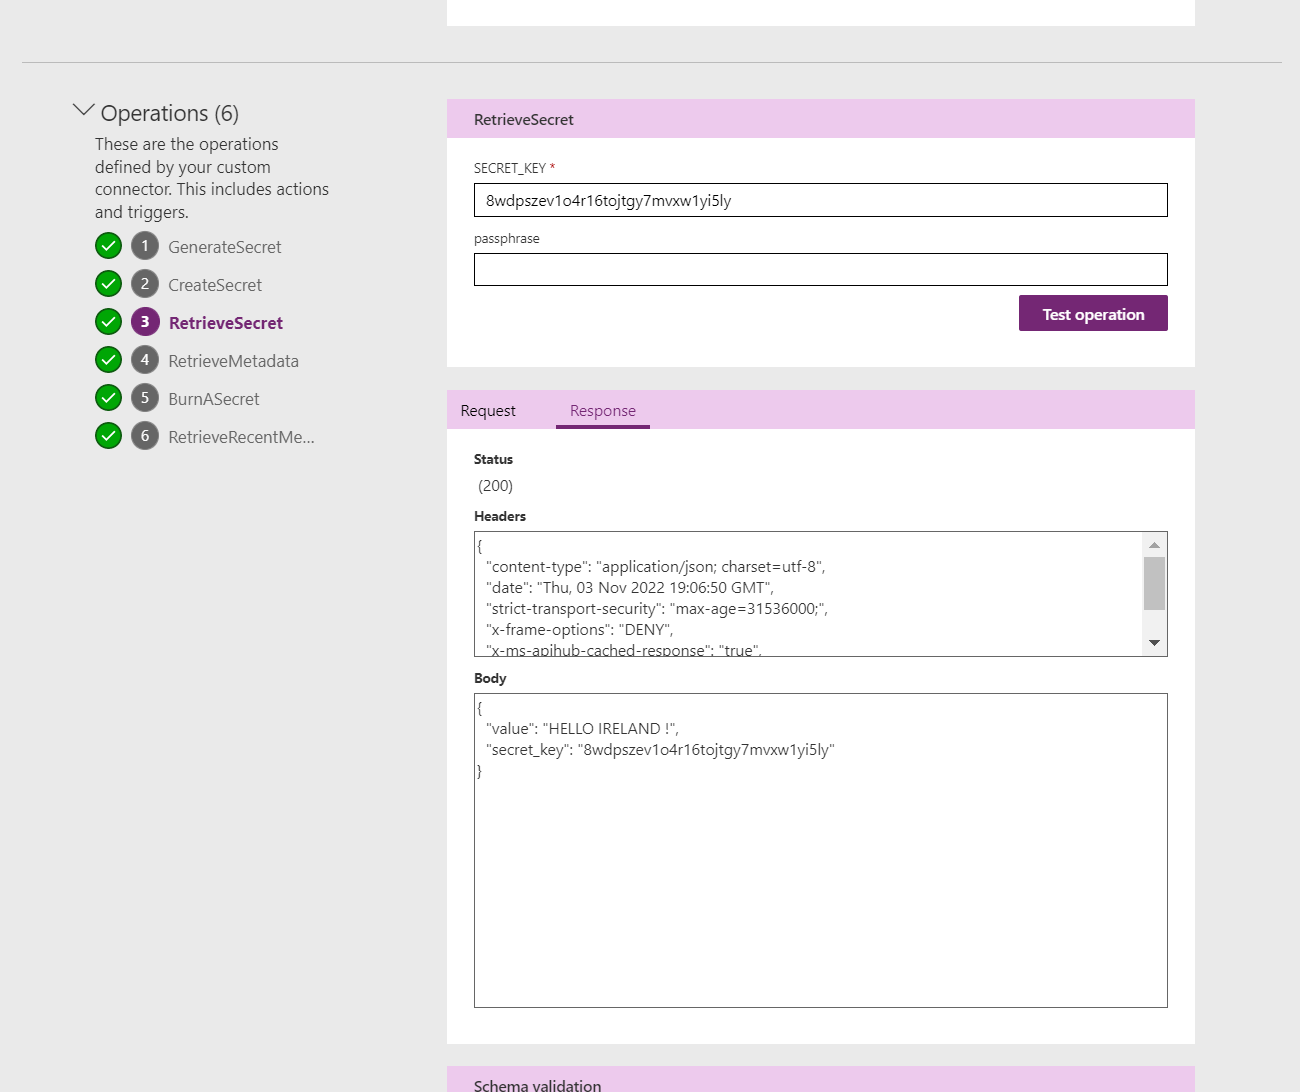 Operations (6)
These are the operations
defined by your custom
connector. This includes actions
and triggers.
1 GenerateSecret
2 CreateSecret
3 RetrieveSecret
4 RetrieveMetadata
5 BurnASecret
6 RetrieveRecentMe...
RetrieveSecret
SECRET_KEY *
8wdpszev1o4r16tojtgy7mvxw1yi5ly
passphrase
Test operation
Request Response
Status
(200)
Headers
{
"content-type": "application/json; charset=utf-8",
"date": "Thu, 03 Nov 2022 19:06:50 GMT",
"strict-transport-security": "max-age=31536000;",
"x-frame-options": "DENY",
"x-ms-apihub-cached-response": "true",
Body
{
"value": "HELLO IRELAND !",
"secret_key": "8wdpszev1o4r16tojtgy7mvxw1yi5ly"
}
Schema validation